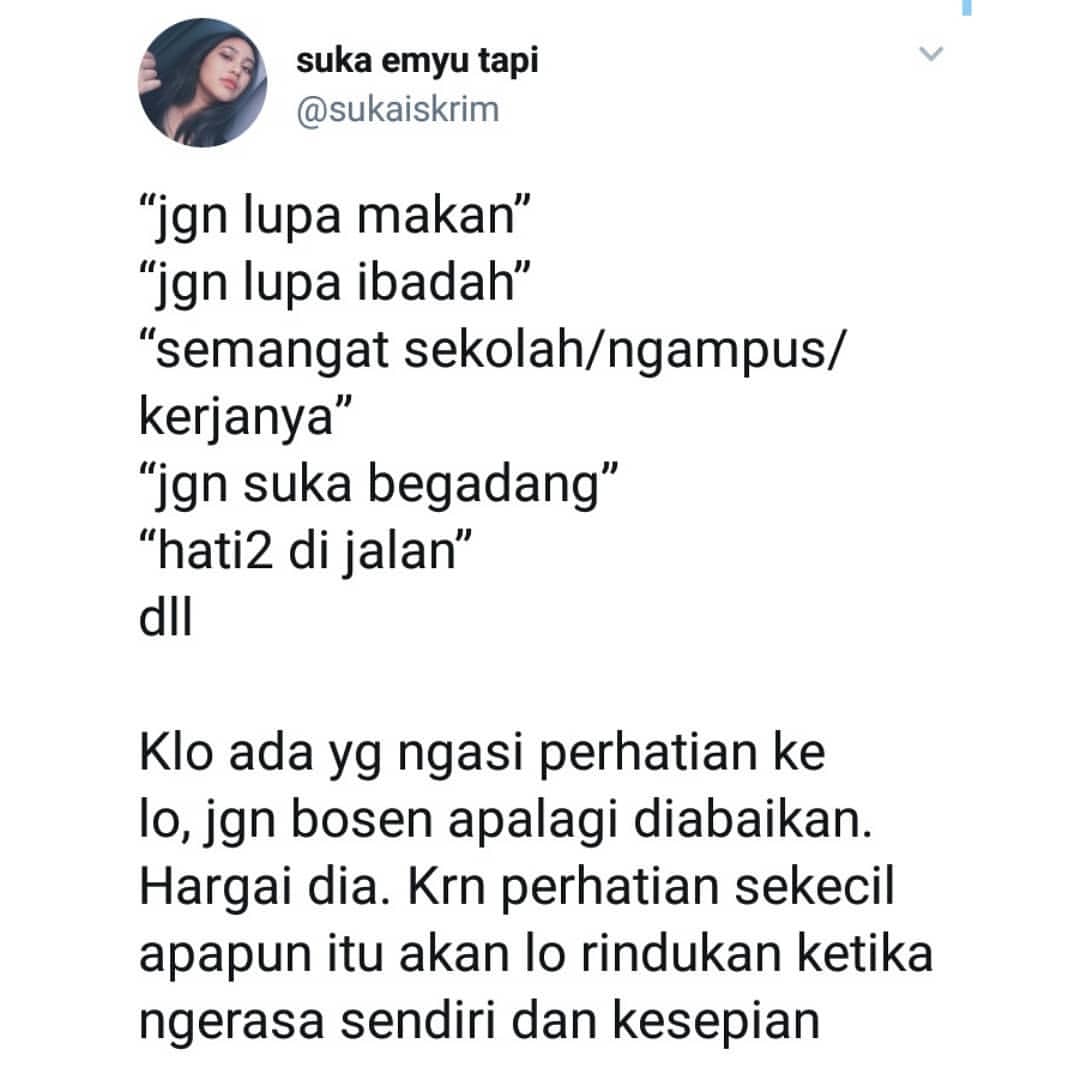 suka emyu tapi
@sukaiskrim
“jgn lupa makan”
“jgn lupa ibadah”
“semangat sekolah/ngampus/
kerjanya”
“jgn suka begadang”
“hati2 di jalan”
dll
Klo ada yg ngasi perhatian ke
lo, jgn bosen apalagi diabaikan.
Hargai dia. Krn perhatian sekecil
apapun itu akan lo rindukan ketika
ngerasa sendiri dan kesepian